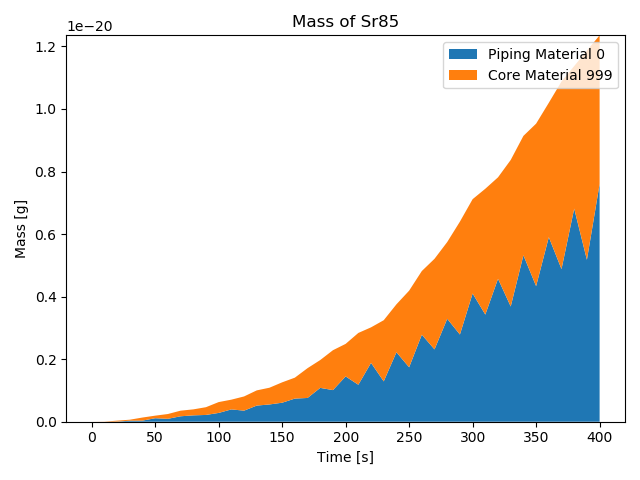 Mass of Sr85
1e−20
Piping Material 0
Core Material 999
Mass [g]
1.2
1.0
0.8
0.6
0.4
0.2
0.0
0 50 100 150 200 250 300 350 400
Time [s]